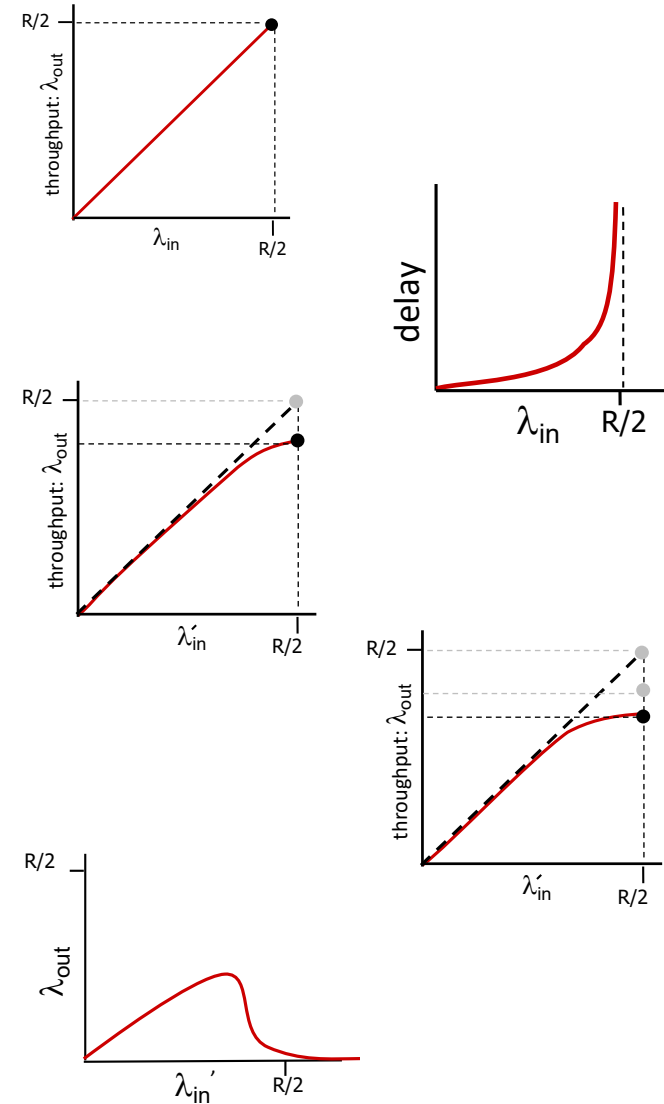 R/2
throughput: λout
λin
R/2
delay
λin
R/2
R/2
throughput: λout
λ′in
R/2
R/2
throughput: λout
λ′in
R/2
R/2
λout
λin′
R/2